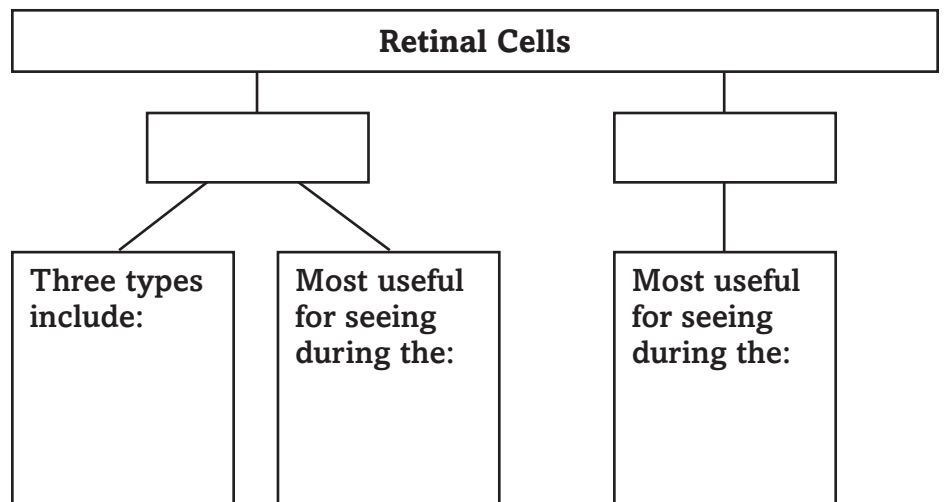 Retinal Cells
Three types
include:
Most useful
for seeing
during the:
Most useful
for seeing
during the: